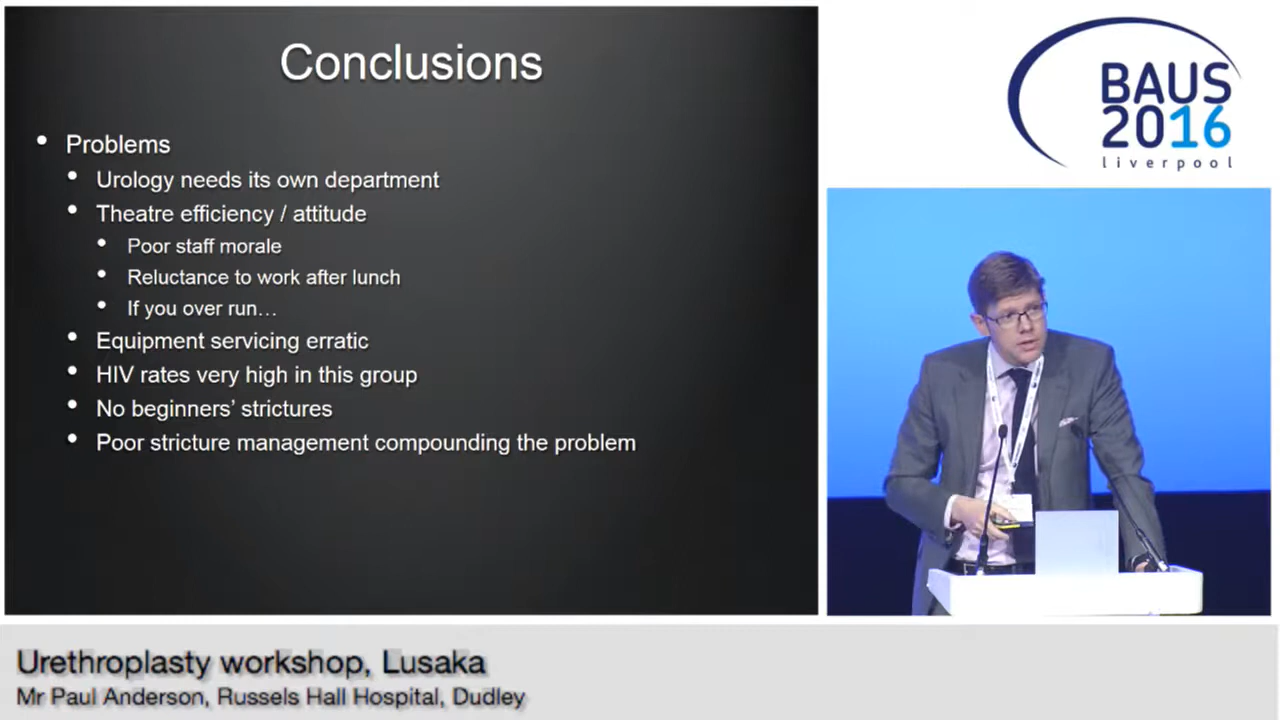 Conclusions
• Problems
• Urology needs its own department
• Theatre efficiency / attitude
• Poor staff morale
• Reluctance to work after lunch
• If you over run…
• Equipment servicing erratic
• HIV rates very high in this group
• No beginners’ strictures
• Poor stricture management compounding the problem
BAUS
2016
liverpool
Urethroplasty workshop, Lusaka
Mr Paul Anderson, Russels Hall Hospital, Dudley